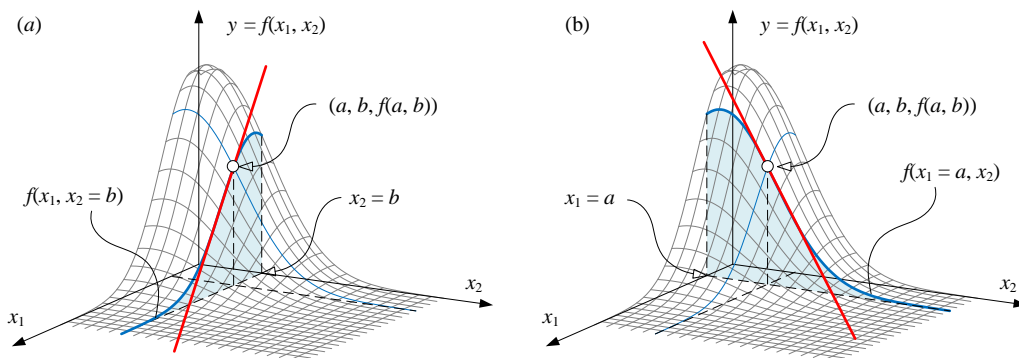 (a)
y = f(x₁, x₂)
(a, b, f(a, b))
f(x₁, x₂ = b)
x₂ = b
x₂
x₁
(b)
y = f(x₁, x₂)
(a, b, f(a, b))
f(x₁ = a, x₂)
x₁ = a
x₂
x₁